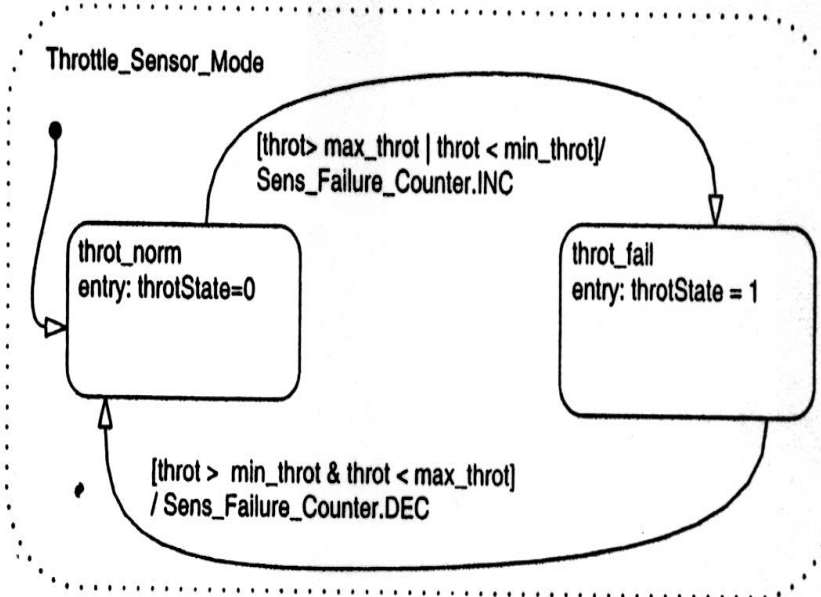 Throttle_Sensor_Mode
[throt> max_throt | throt < min_throt]/
Sens_Failure_Counter.INC
throt_norm
entry: throtState=0
throt_fail
entry: throtState = 1
[throt > min_throt & throt < max_throt]
/ Sens_Failure_Counter.DEC